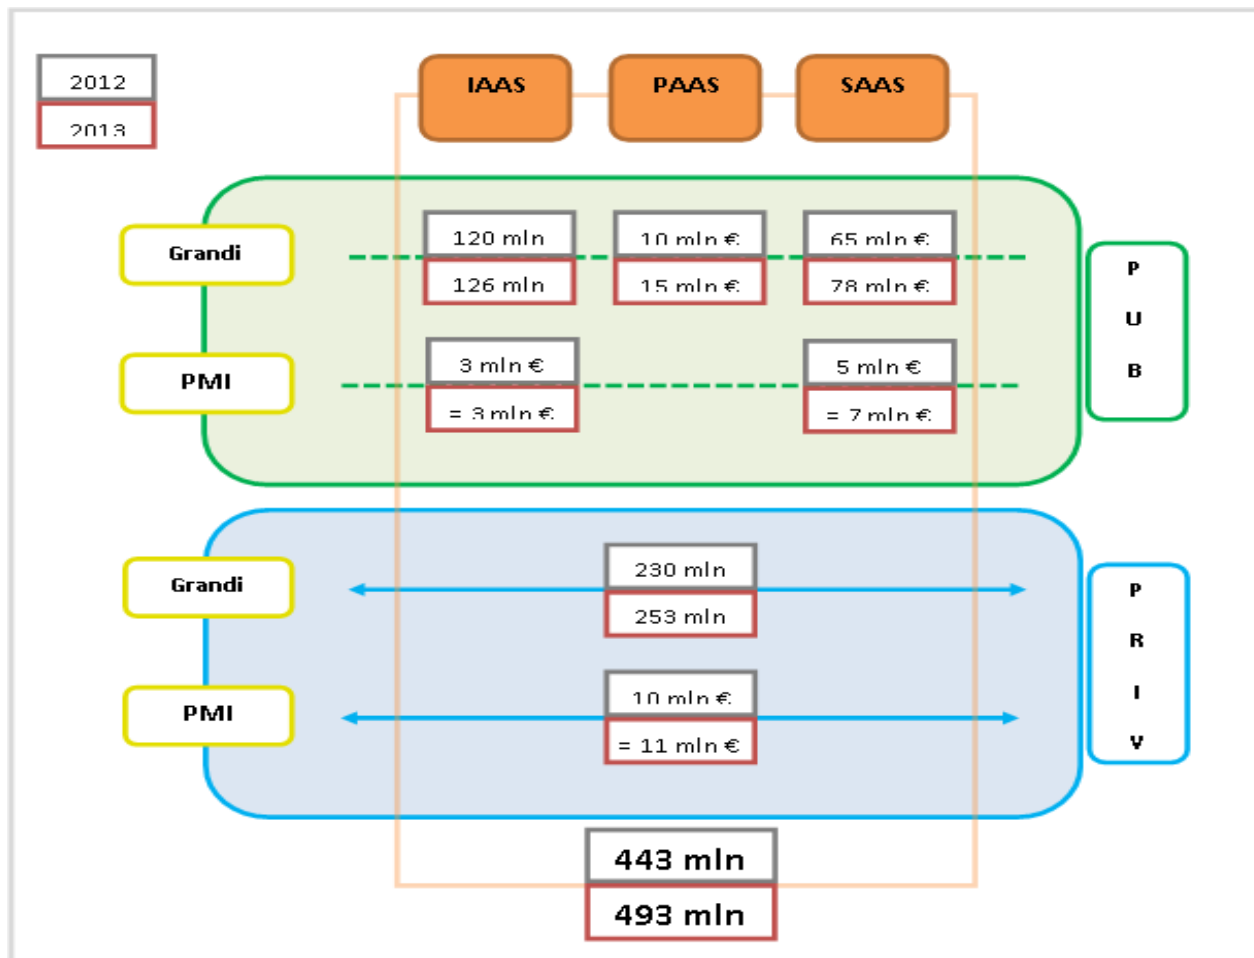 2012
2013
IAAS
PAAS
SAAS
Grandi
120 mln
10 mln €
65 mln €
126 mln
15 mln €
78 mln €
PMI
3 mln €
5 mln €
= 3 mln €
= 7 mln €
P
U
B
Grandi
230 mln
253 mln
PMI
10 mln €
= 11 mln €
P
R
I
V
443 mln
493 mln